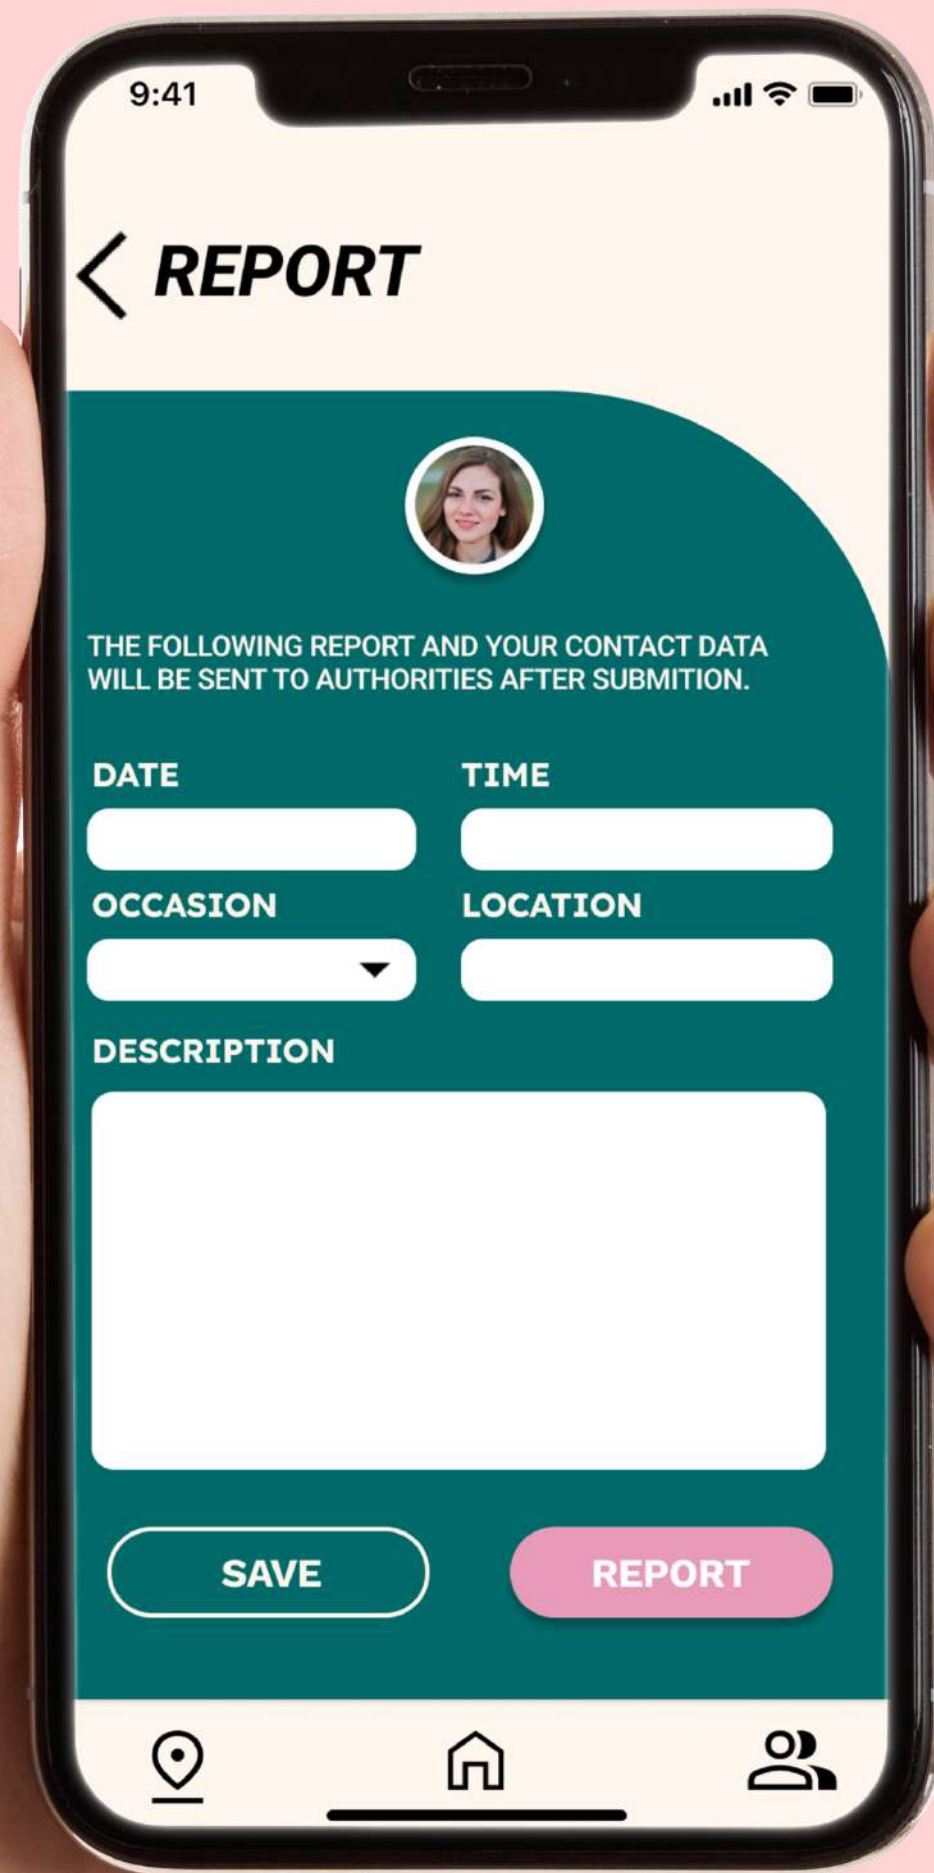 9:41
REPORT
THE FOLLOWING REPORT AND YOUR CONTACT DATA
WILL BE SENT TO AUTHORITIES AFTER SUBMITION.
DATE
TIME
OCCASION
LOCATION
DESCRIPTION
SAVE
REPORT